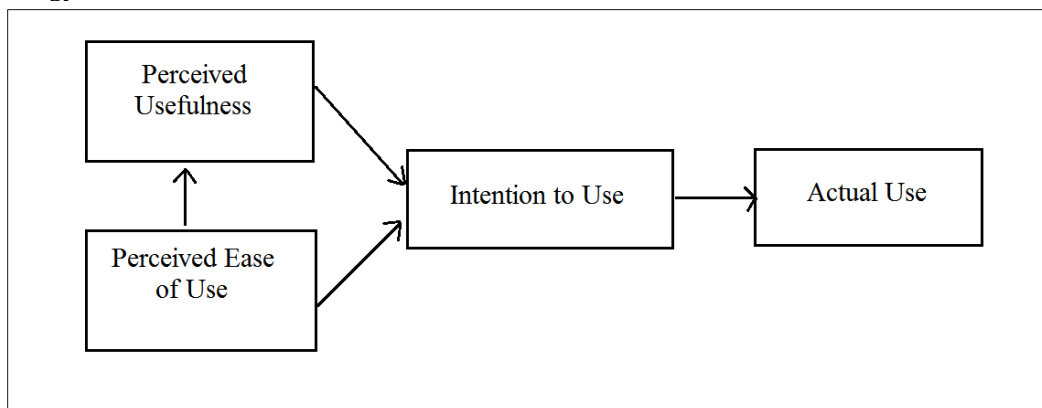 Perceived
Usefulness
Intention to Use
Actual Use
Perceived Ease
of Use